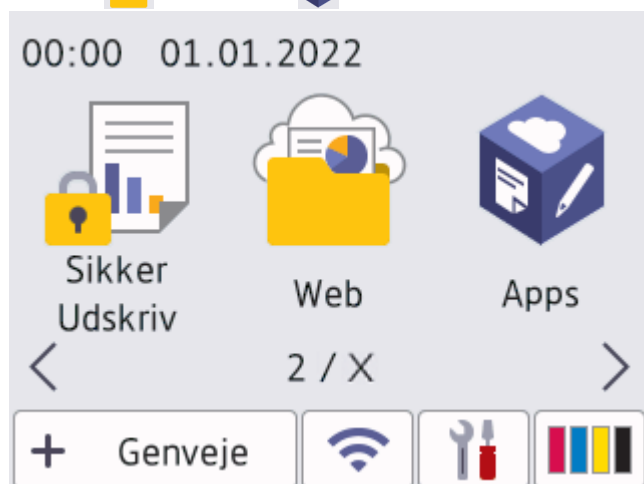 00:00 01.01.2022
Sikker
Udskriv
Web
Apps
2 / X
+ Genveje